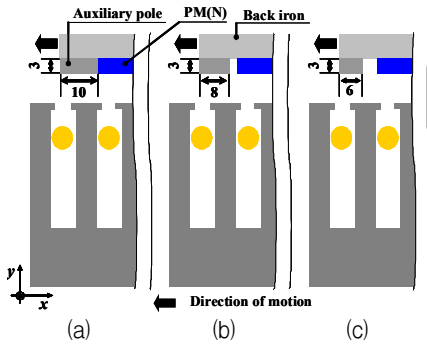 Auxiliary pole PM(N) Back iron
3 3 3
10 8 6
y
x Direction of motion
(a) (b) (c)